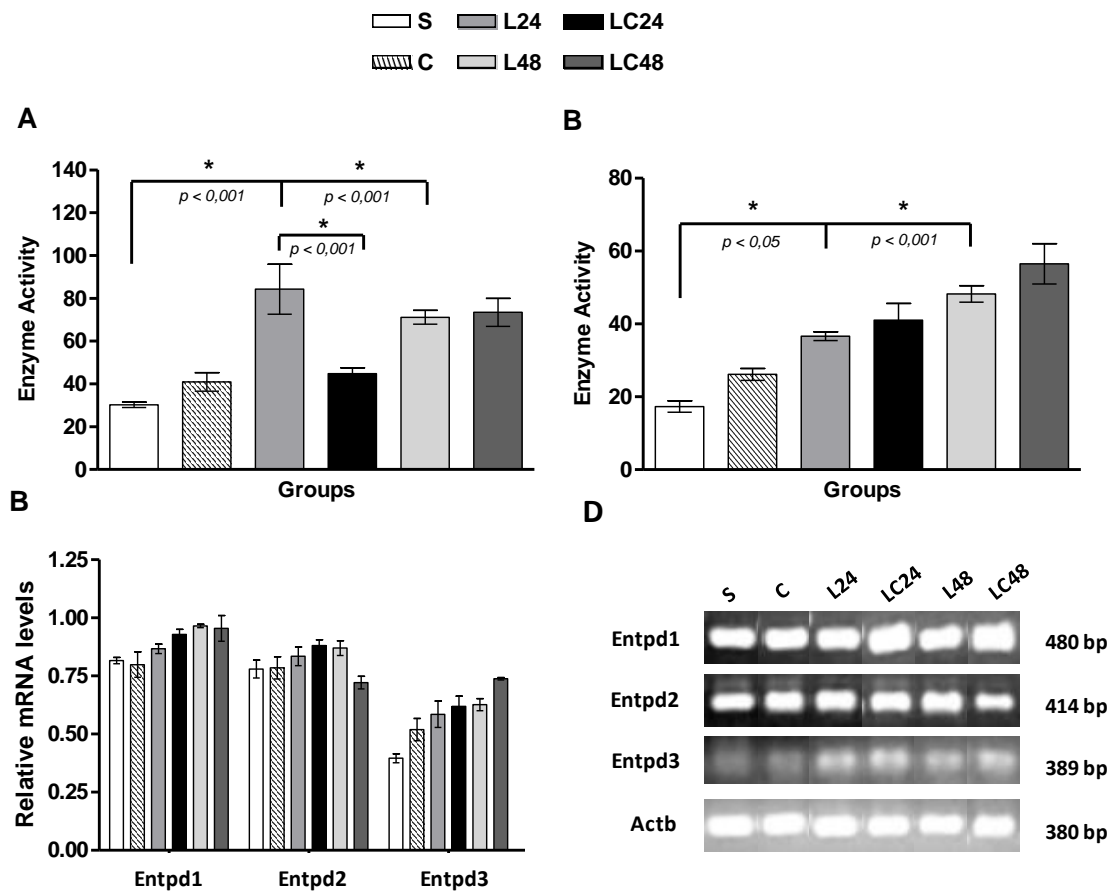 S L24 LC24
C L48 LC48
A
140
120
100
80
60
40
20
0
Enzyme Activity
*
*
p < 0,001
p < 0,001
*
p < 0,001
Groups
B
80
60
40
20
0
Enzyme Activity
*
*
p < 0,05
p < 0,001
Groups
B
1.25
1.00
0.75
0.50
0.25
0.00
Relative mRNA levels
Entpd1 Entpd2 Entpd3
D
S C L24 LC24 L48 LC48
Entpd1 480 bp
Entpd2 414 bp
Entpd3 389 bp
Actb 380 bp